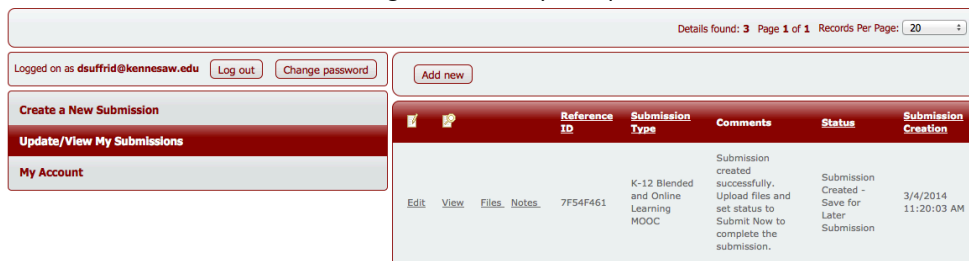 Details found: 3 Page 1 of 1 Records Per Page: 20
Logged on as dsuffrid@kennesaw.edu Log out Change password
Add new
Create a New Submission
Update/View My Submissions
My Account
Reference ID
Submission Type
Comments
Status
Submission Creation
Edit View Files Notes 7F54F461
K-12 Blended
and Online
Learning
MOOC
Submission
created
successfully.
Upload files and
set status to
Submit Now to
complete the
submission.
Submission
Created -
Save for
Later
Submission
3/4/2014
11:20:03 AM